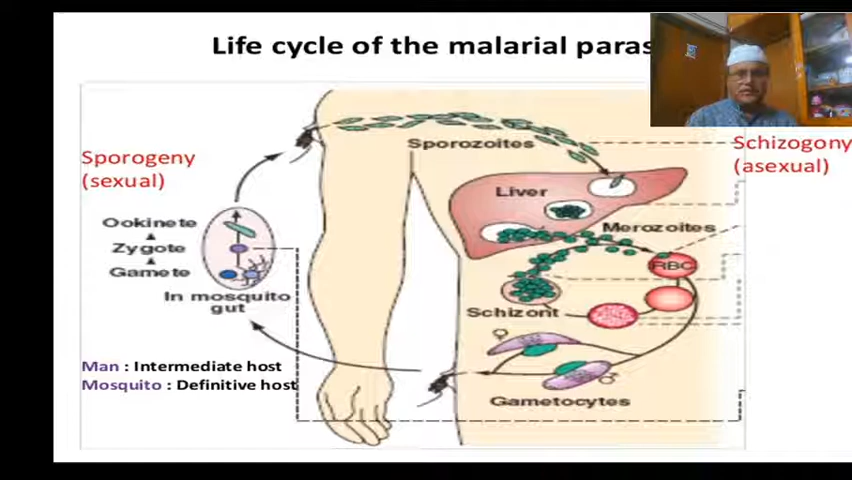 Life cycle of the malarial paras
Sporozoites
Schizogony
(asexual)
Sporogeny
(sexual)
Liver
Ookinete
Merozoites
Zygote
RBC
Gamete
In mosquito
gut
Schizont
Man : Intermediate host
Mosquito : Definitive host
♀
♂
Gametocytes